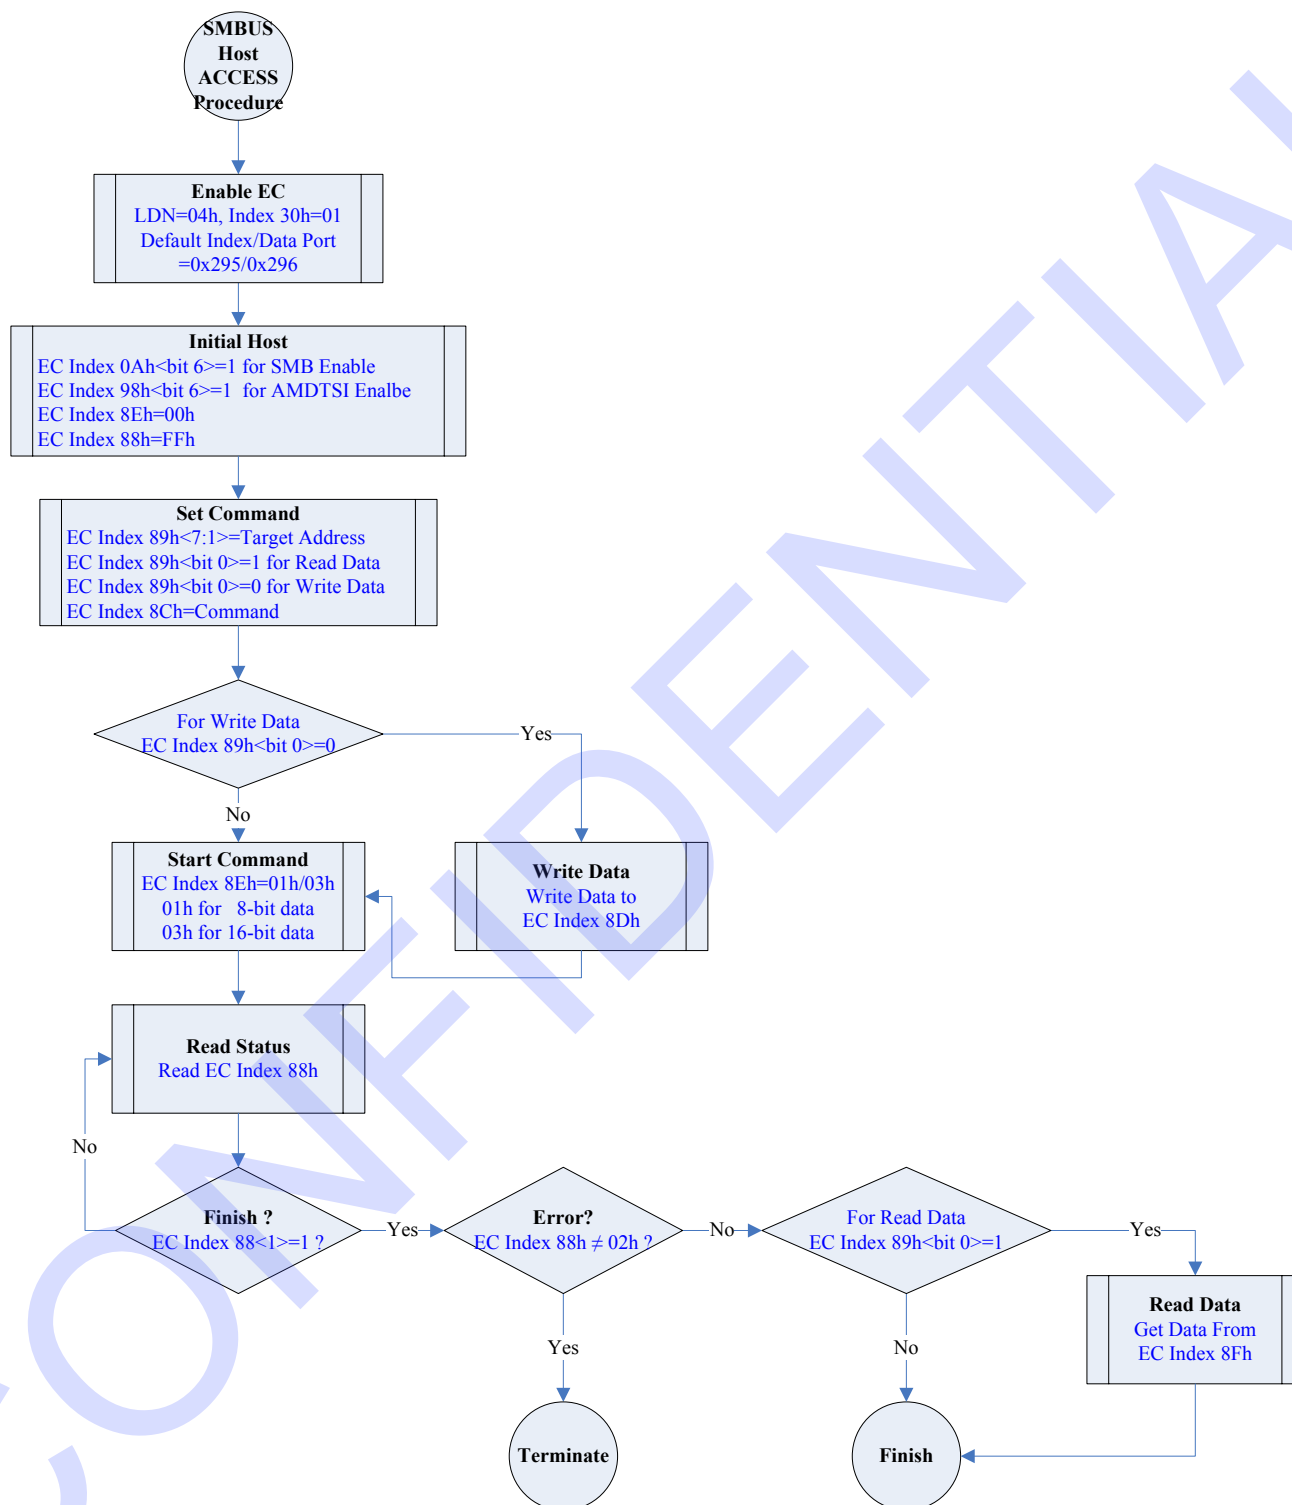 SMBUS
Host
ACCESS
Procedure
Enable EC
LDN=04h, Index 30h=01
Default Index/Data Port
=0x295/0x296
Initial Host
EC Index 0Ah<bit 6>=1 for SMB Enable
EC Index 98h<bit 6>=1  for AMDTSI Enalbe
EC Index 8Eh=00h
EC Index 88h=FFh
Set Command
EC Index 89h<7:1>=Target Address
EC Index 89h<bit 0>=1 for Read Data
EC Index 89h<bit 0>=0 for Write Data
EC Index 8Ch=Command
For Write Data
EC Index 89h<bit 0>=0
Yes
No
Start Command
EC Index 8Eh=01h/03h
01h for   8-bit data
03h for 16-bit data
Write Data
Write Data to
EC Index 8Dh
Read Status
Read EC Index 88h
No
Finish ?
EC Index 88<1>=1 ?
Yes
Error?
EC Index 88h ≠ 02h ?
No
For Read Data
EC Index 89h<bit 0>=1
Yes
Read Data
Get Data From
EC Index 8Fh
Yes
No
Terminate
Finish
CONFIDENTIAL